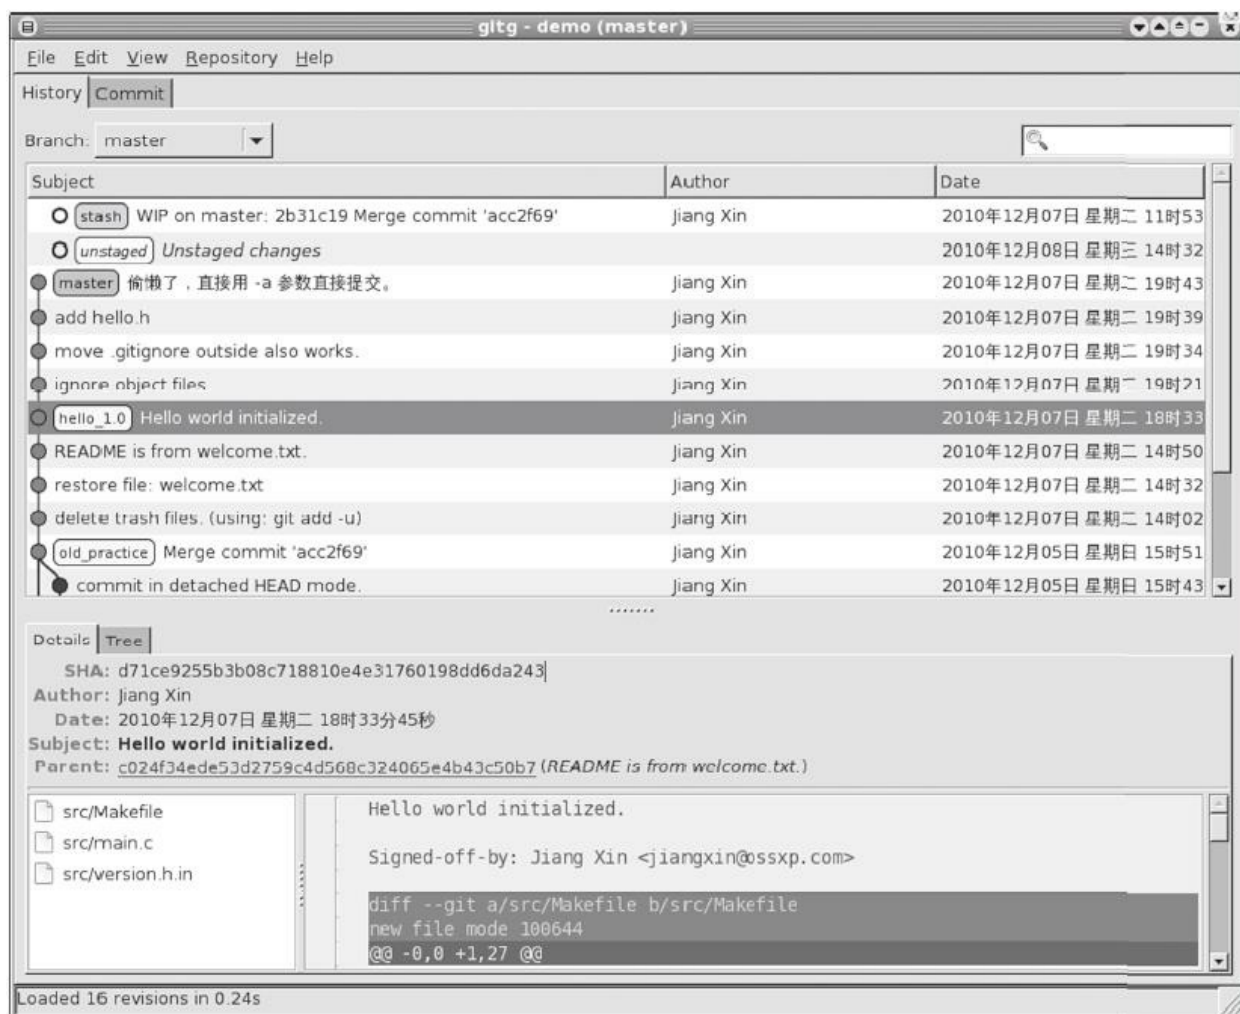 gitg - demo (master)
File Edit View Repository Help
History Commit
Branch: master
Subject Author Date
stash WIP on master: 2b31c19 Merge commit 'acc2f69' Jiang Xin 2010年12月07日 星期二 11时53
unstaged Unstaged changes 2010年12月08日 星期三 14时32
master 偷懒了，直接用 -a 参数直接提交。 Jiang Xin 2010年12月07日 星期二 19时43
add hello.h Jiang Xin 2010年12月07日 星期二 19时39
move .gitignore outside also works. Jiang Xin 2010年12月07日 星期二 19时34
ignore object files Jiang Xin 2010年12月07日 星期二 19时21
hello_1.0 Hello world initialized. Jiang Xin 2010年12月07日 星期二 18时33
README is from welcome.txt. Jiang Xin 2010年12月07日 星期二 14时50
restore file: welcome.txt Jiang Xin 2010年12月07日 星期二 14时32
delete trash files. (using: git add -u) Jiang Xin 2010年12月07日 星期二 14时02
old_practice Merge commit 'acc2f69' Jiang Xin 2010年12月05日 星期日 15时51
commit in detached HEAD mode. Jiang Xin 2010年12月05日 星期日 15时43
Details Tree
SHA: d71ce9255b3b08c718810e4e31760198dd6da243
Author: Jiang Xin
Date: 2010年12月07日 星期二 18时33分45秒
Subject: Hello world initialized.
Parent: c024f34ede53d2759c4d568c324065e4b43c50b7 (README is from welcome.txt.)
src/Makefile
src/main.c
src/version.h.in
Hello world initialized.
Signed-off-by: Jiang Xin <jiangxin@ossxp.com>
diff --git a/src/Makefile b/src/Makefile
new file mode 100644
@@ -0,0 +1,27 @@
Loaded 16 revisions in 0.24s